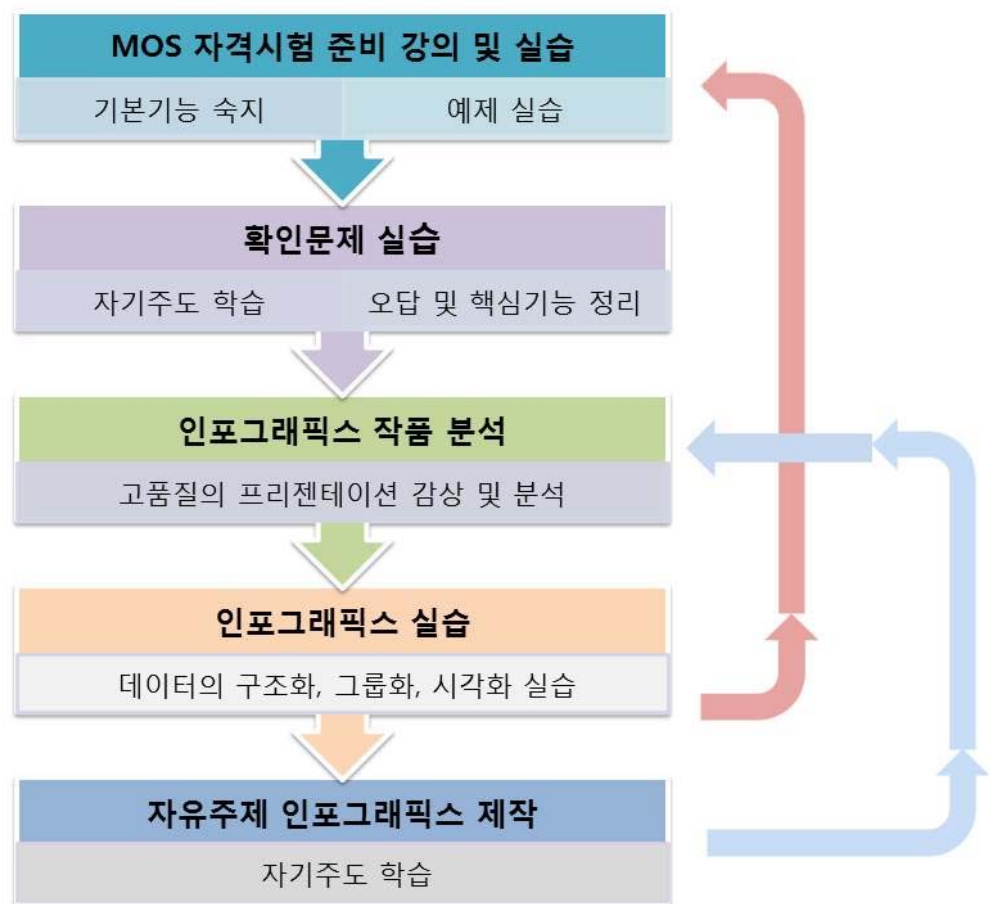 MOS 자격시험 준비 강의 및 실습
기본기능 숙지 예제 실습
확인문제 실습
자기주도 학습 오답 및 핵심기능 정리
인포그래픽스 작품 분석
고품질의 프리젠테이션 감상 및 분석
인포그래픽스 실습
데이터의 구조화, 그룹화, 시각화 실습
자유주제 인포그래픽스 제작
자기주도 학습